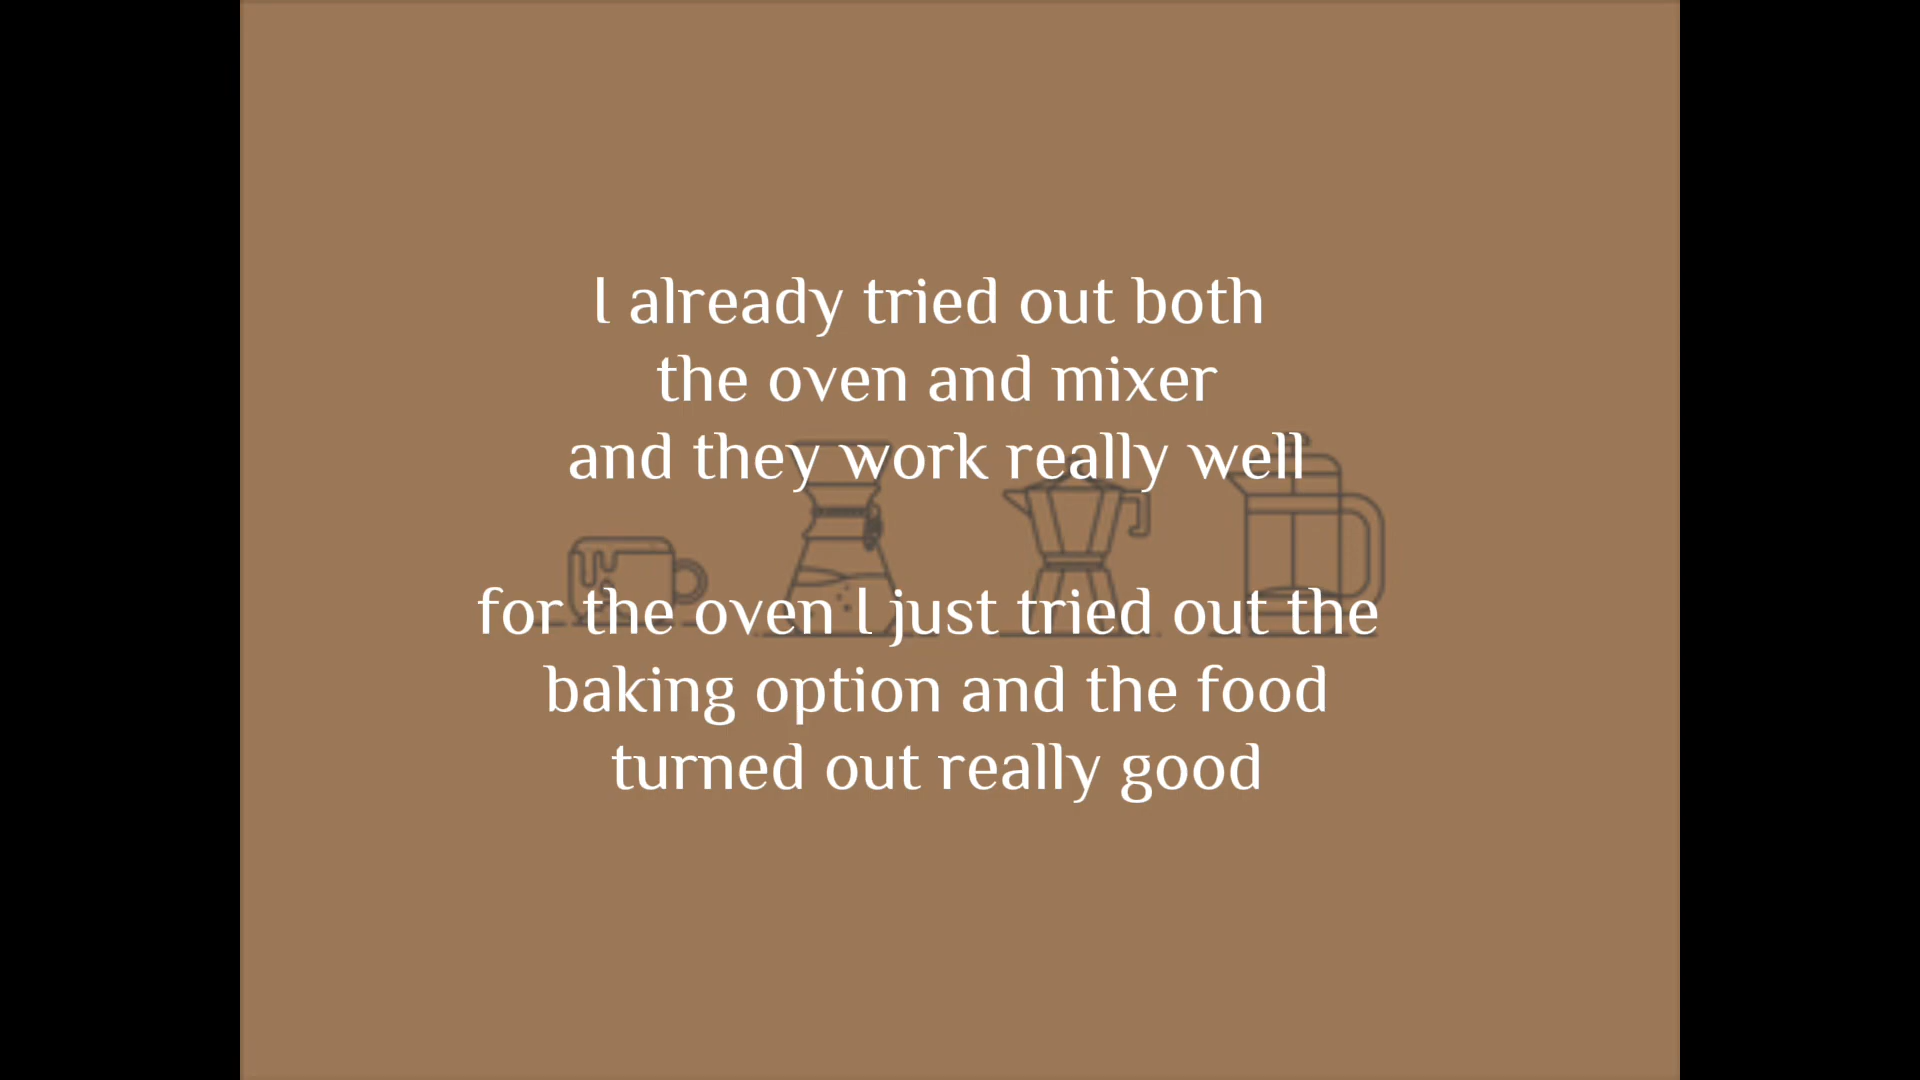 I already tried out both
the oven and mixer
and they work really well
for the oven I just tried out the
baking option and the food
turned out really good